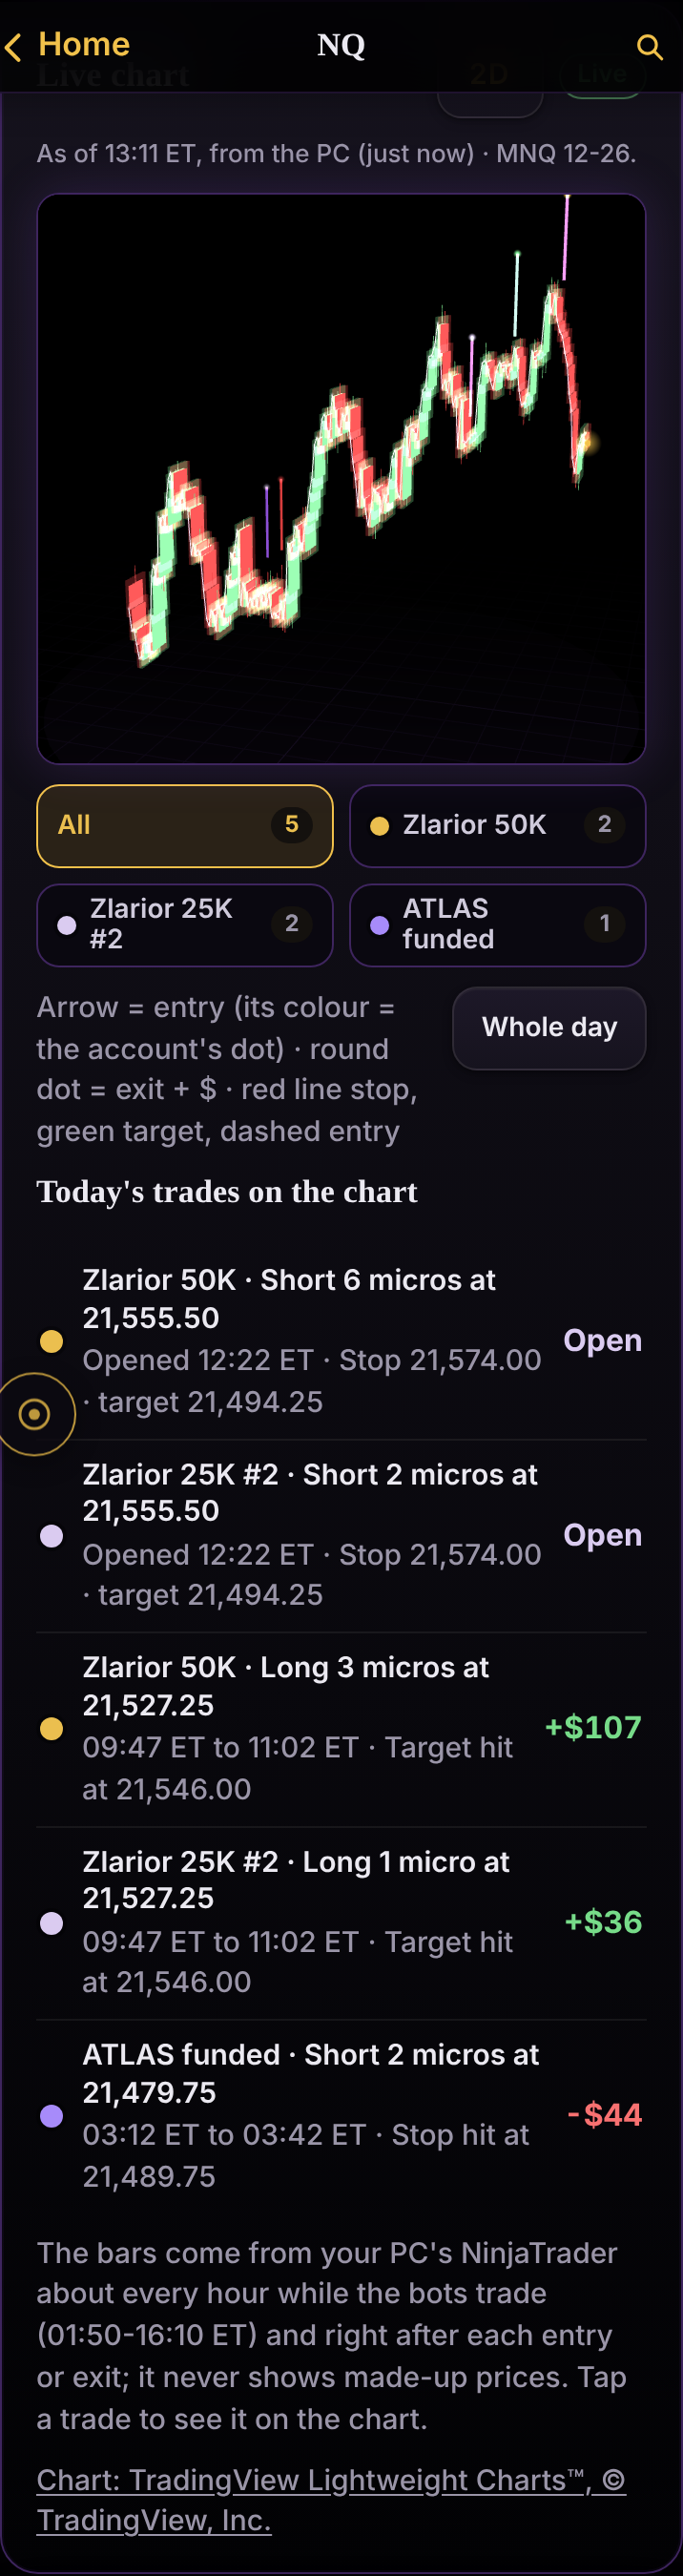 Home
NQ
Live chart
2D
Live
As of 13:11 ET, from the PC (just now) · MNQ 12-26.
All
5
Zlarior 50K
2
Zlarior 25K
#2
2
ATLAS
funded
1
Arrow = entry (its colour =
the account's dot) · round
dot = exit + $ · red line stop,
green target, dashed entry
Whole day
Today's trades on the chart
Zlarior 50K · Short 6 micros at
21,555.50
Opened 12:22 ET · Stop 21,574.00
· target 21,494.25
Open
Zlarior 25K #2 · Short 2 micros at
21,555.50
Opened 12:22 ET · Stop 21,574.00
· target 21,494.25
Open
Zlarior 50K · Long 3 micros at
21,527.25
09:47 ET to 11:02 ET · Target hit
at 21,546.00
+$107
Zlarior 25K #2 · Long 1 micro at
21,527.25
09:47 ET to 11:02 ET · Target hit
at 21,546.00
+$36
ATLAS funded · Short 2 micros at
21,479.75
03:12 ET to 03:42 ET · Stop hit at
21,489.75
-$44
The bars come from your PC's NinjaTrader
about every hour while the bots trade
(01:50-16:10 ET) and right after each entry
or exit; it never shows made-up prices. Tap
a trade to see it on the chart.
Chart: TradingView Lightweight Charts™, ©
TradingView, Inc.